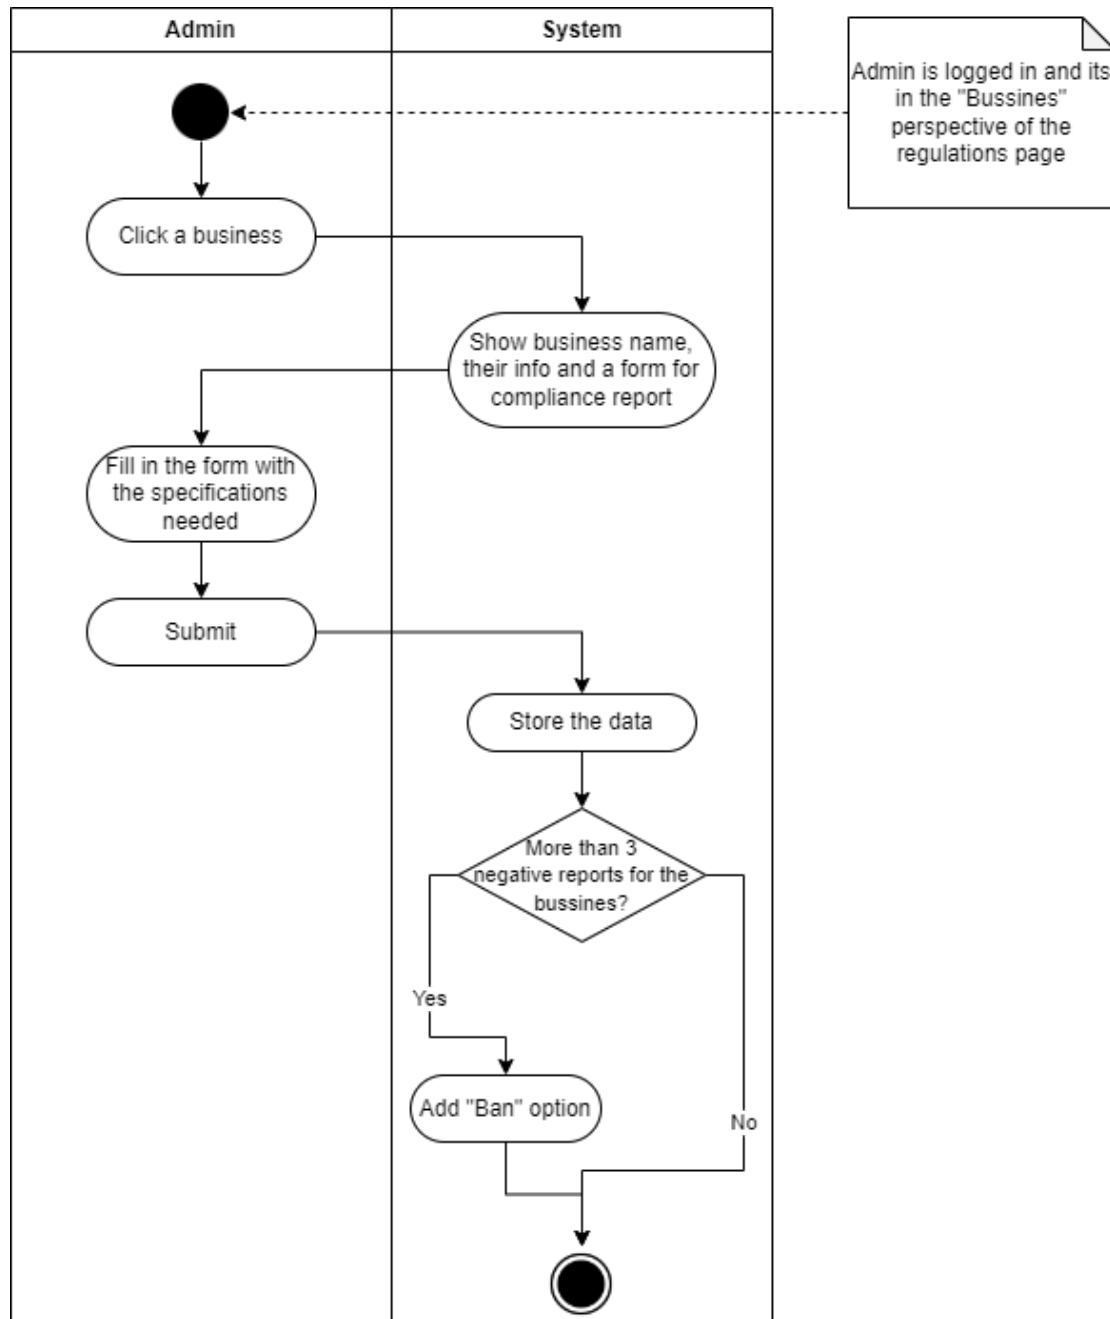 Admin
System
Admin is logged in and its
in the "Bussines"
perspective of the
regulations page
Click a business
Show business name,
their info and a form for
compliance report
Fill in the form with
the specifications
needed
Submit
Store the data
More than 3
negative reports for the
bussines?
Yes
Add "Ban" option
No